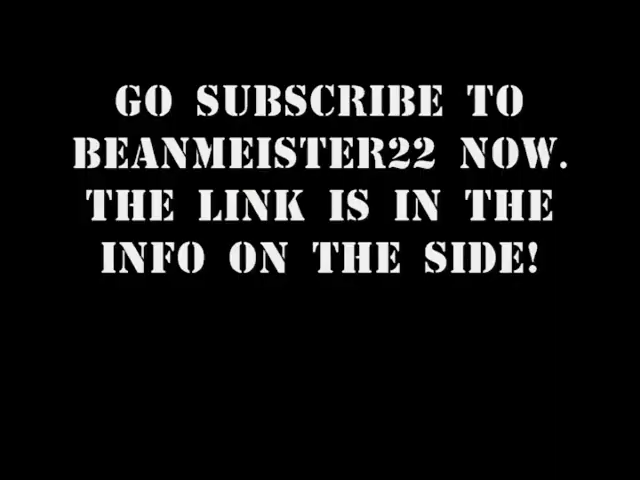 GO SUBSCRIBE TO
BEANMEISTER22 NOW.
THE LINK IS IN THE
INFO ON THE SIDE!